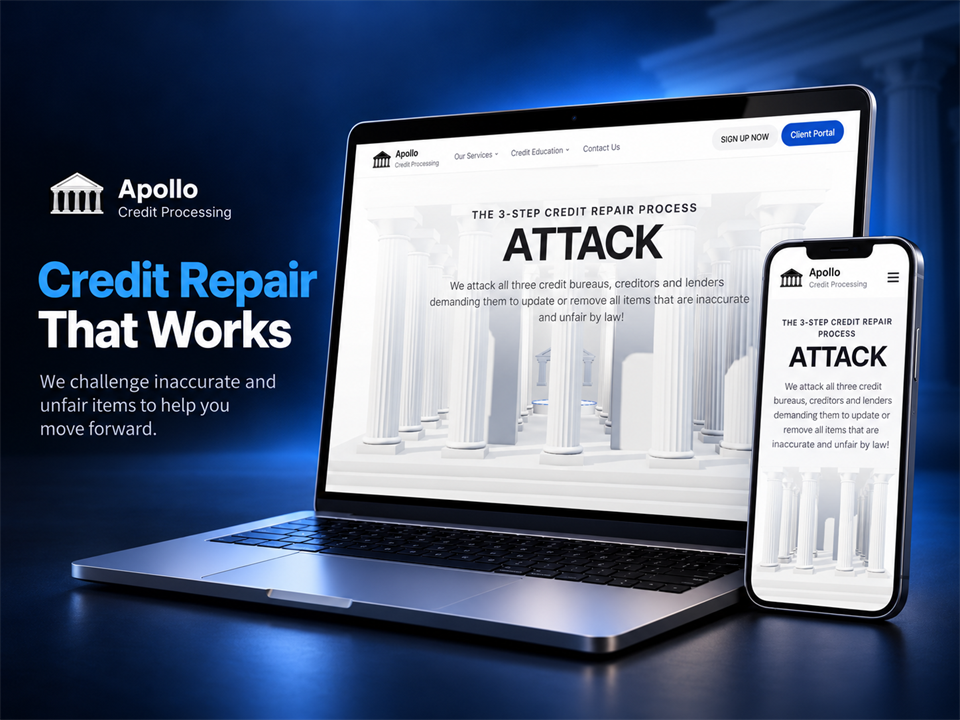 Apollo
Credit Processing
Credit Repair
That Works
We challenge inaccurate and
unfair items to help you
move forward.
Apollo
Credit Processing
Our Services
Credit Education
Contact Us
SIGN UP NOW
Client Portal
THE 3-STEP CREDIT REPAIR PROCESS
ATTACK
We attack all three credit bureaus, creditors and lenders
demanding them to update or remove all items that are inaccurate
and unfair by law!
Apollo
Credit Processing
THE 3-STEP CREDIT REPAIR
PROCESS
ATTACK
We attack all three credit
bureaus, creditors and lenders
demanding them to update or
remove all items that are
inaccurate and unfair by law!